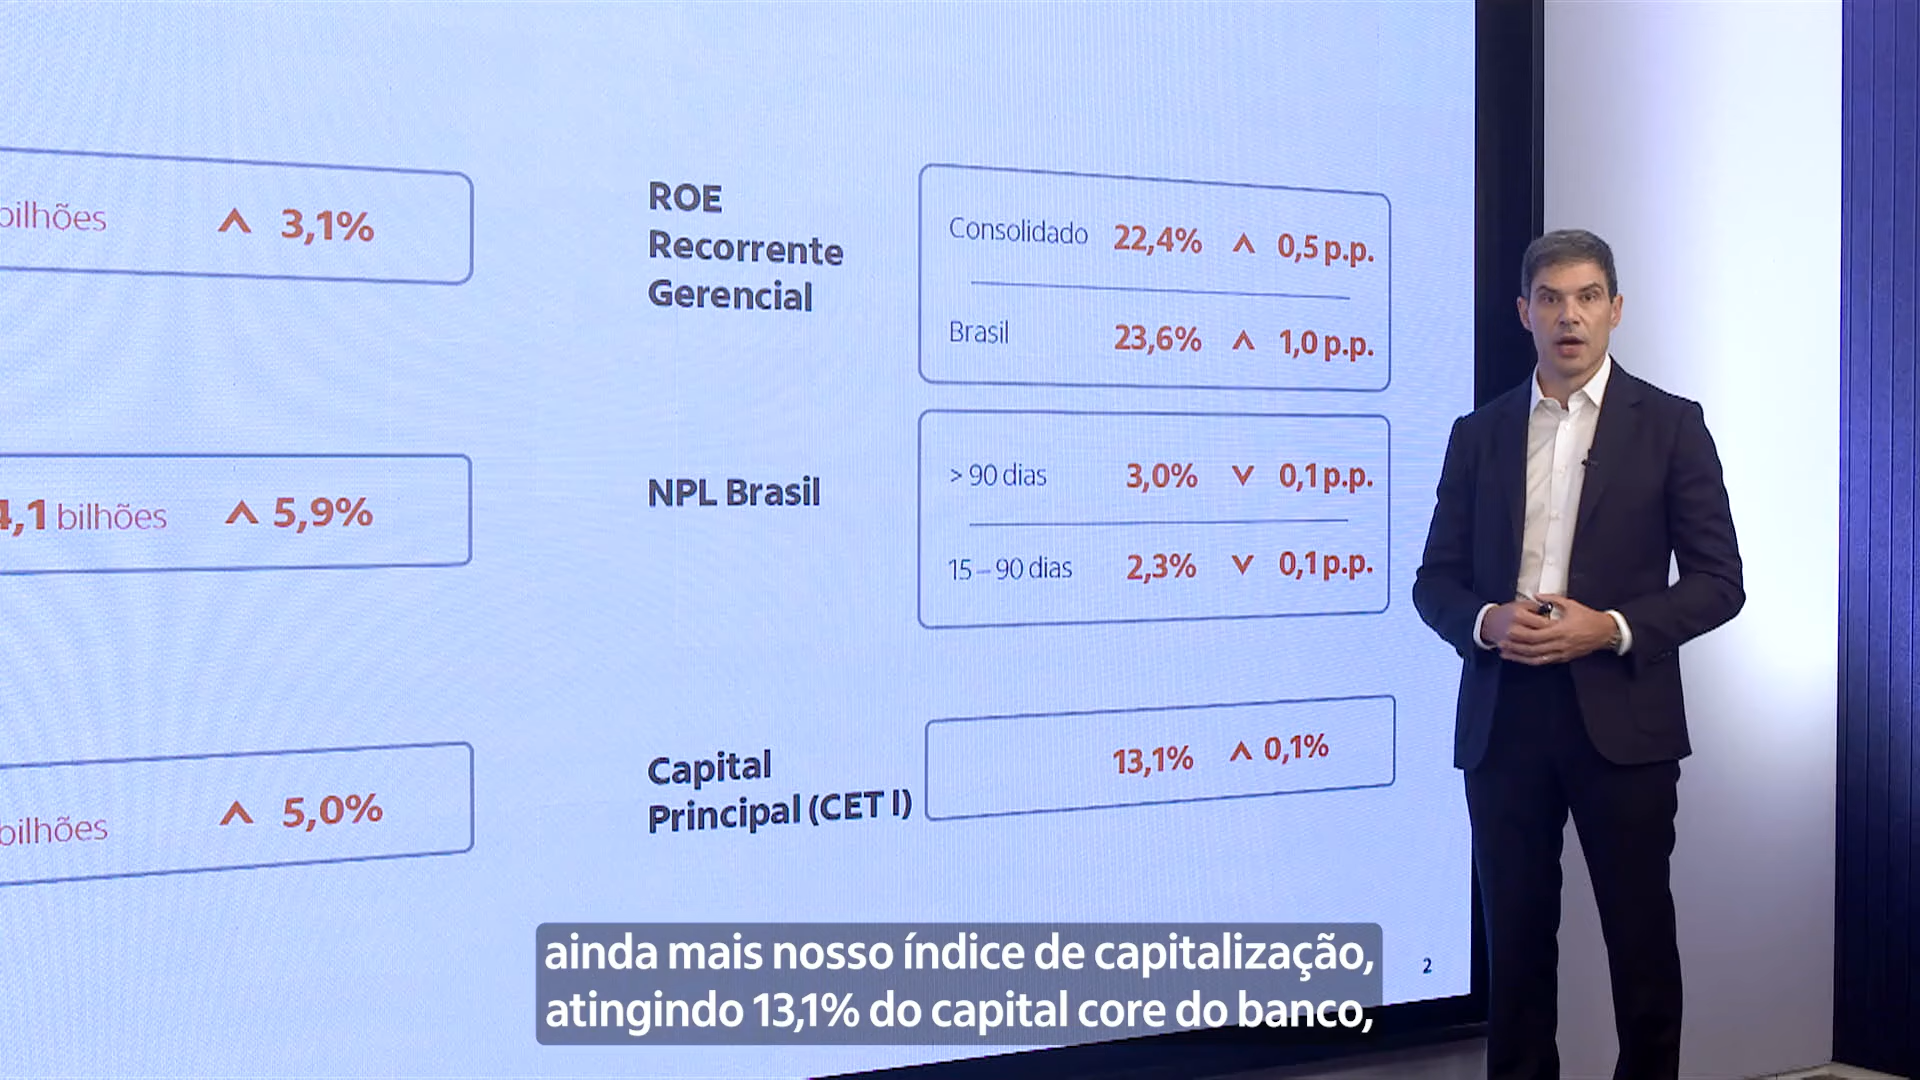 bilhões ∧ 3,1%
4,1 bilhões ∧ 5,9%
bilhões ∧ 5,0%
ROE
Recorrente
Gerencial
Consolidado 22,4% ∧ 0,5 p.p.
Brasil 23,6% ∧ 1,0 p.p.
NPL Brasil
> 90 dias 3,0% ∨ 0,1 p.p.
15 – 90 dias 2,3% ∨ 0,1 p.p.
Capital
Principal (CET I)
13,1% ∧ 0,1%
2
ainda mais nosso índice de capitalização,
atingindo 13,1% do capital core do banco,